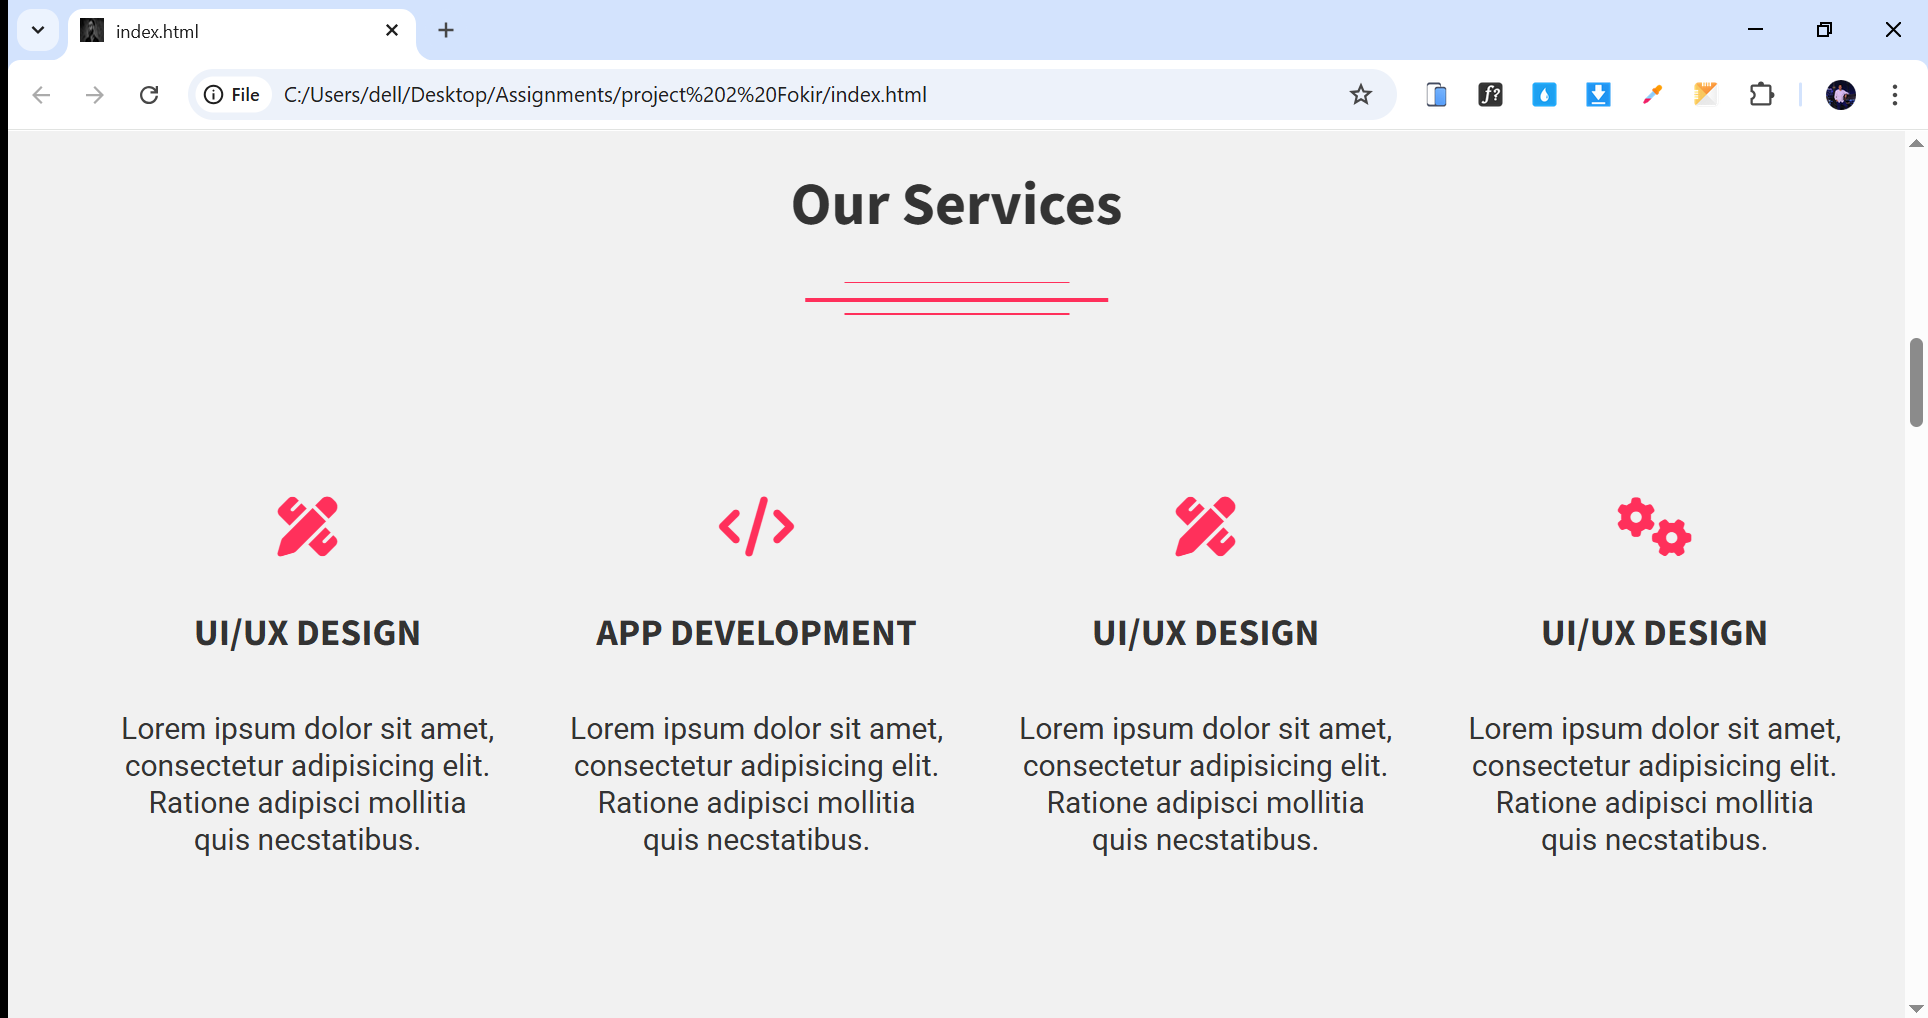 index.html
File
C:/Users/dell/Desktop/Assignments/project%202%20Fokir/index.html
f?
Our Services
UI/UX DESIGN
Lorem ipsum dolor sit amet,
consectetur adipisicing elit.
Ratione adipisci mollitia
quis necstatibus.
APP DEVELOPMENT
Lorem ipsum dolor sit amet,
consectetur adipisicing elit.
Ratione adipisci mollitia
quis necstatibus.
UI/UX DESIGN
Lorem ipsum dolor sit amet,
consectetur adipisicing elit.
Ratione adipisci mollitia
quis necstatibus.
UI/UX DESIGN
Lorem ipsum dolor sit amet,
consectetur adipisicing elit.
Ratione adipisci mollitia
quis necstatibus.